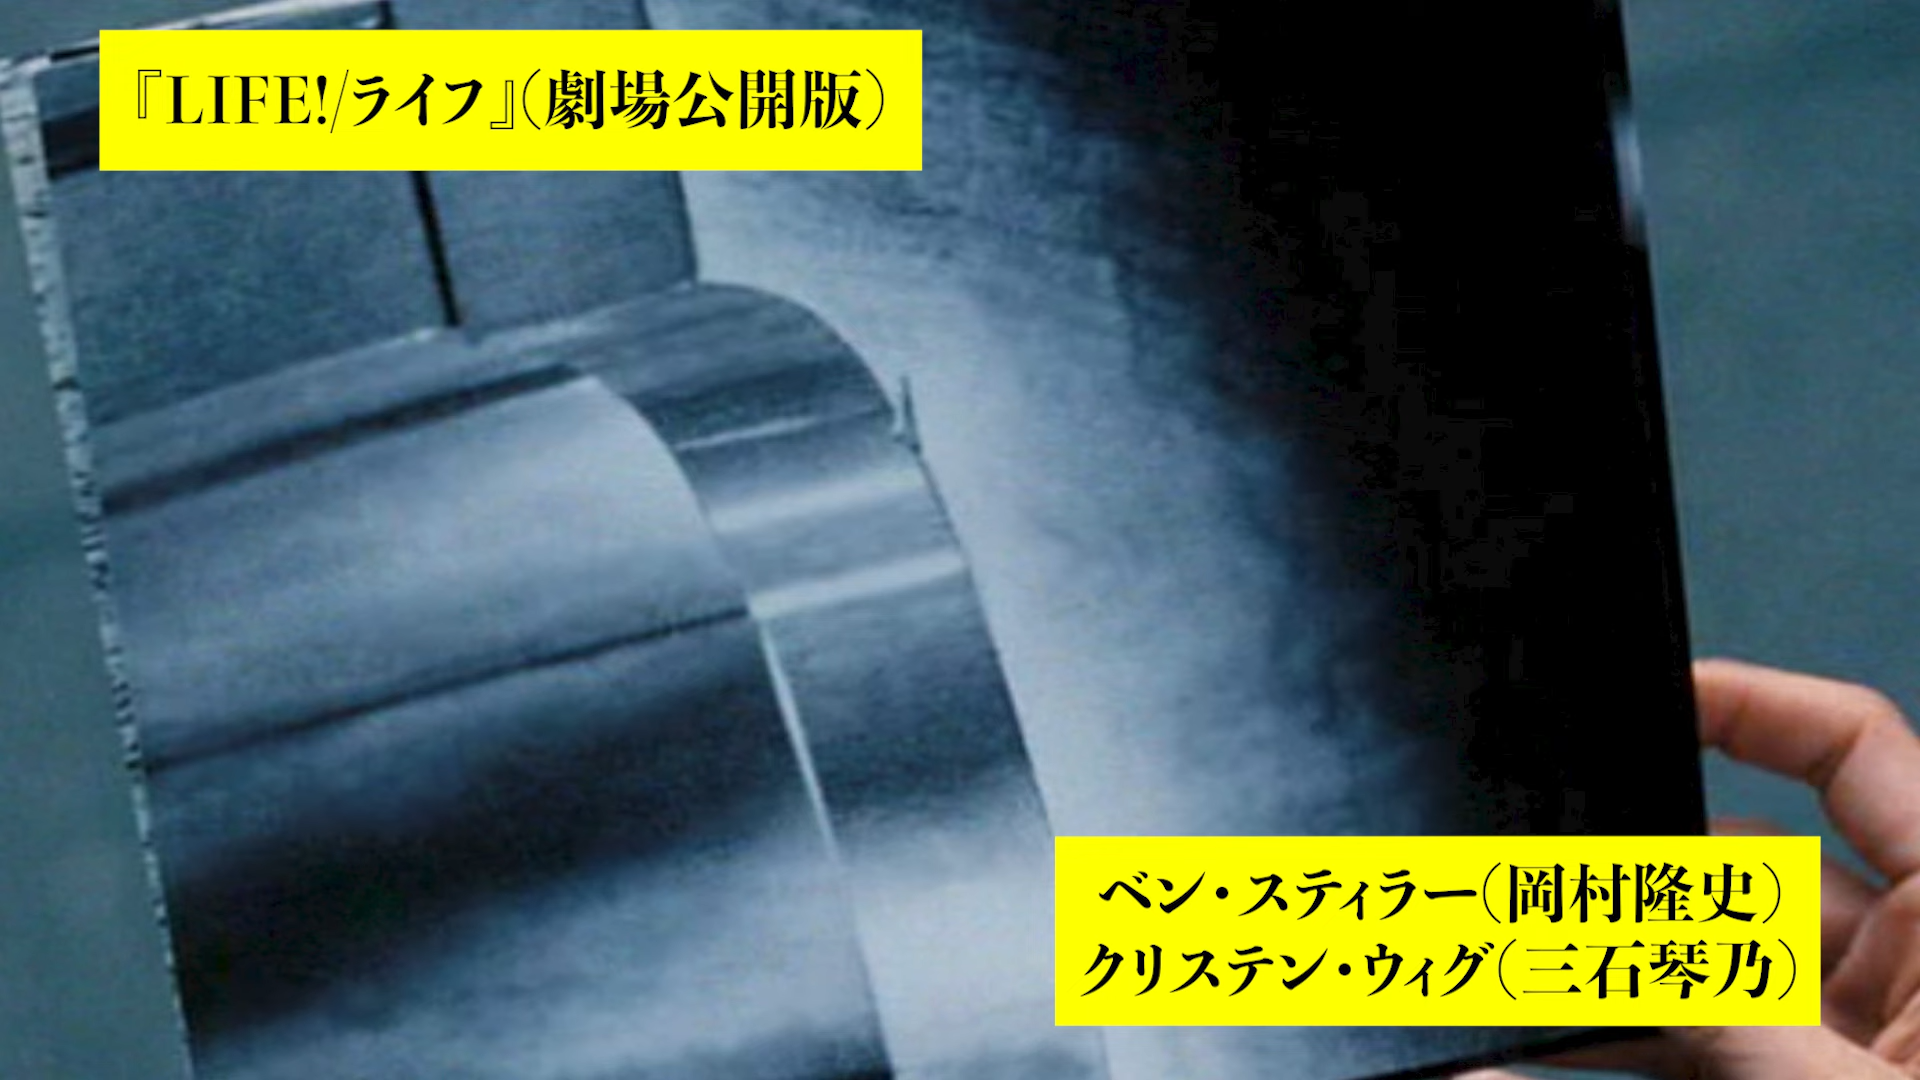 『LIFE!/ライフ』(劇場公開版)
ベン・スティラー(岡村隆史)
クリステン・ウィグ(三石琴乃)